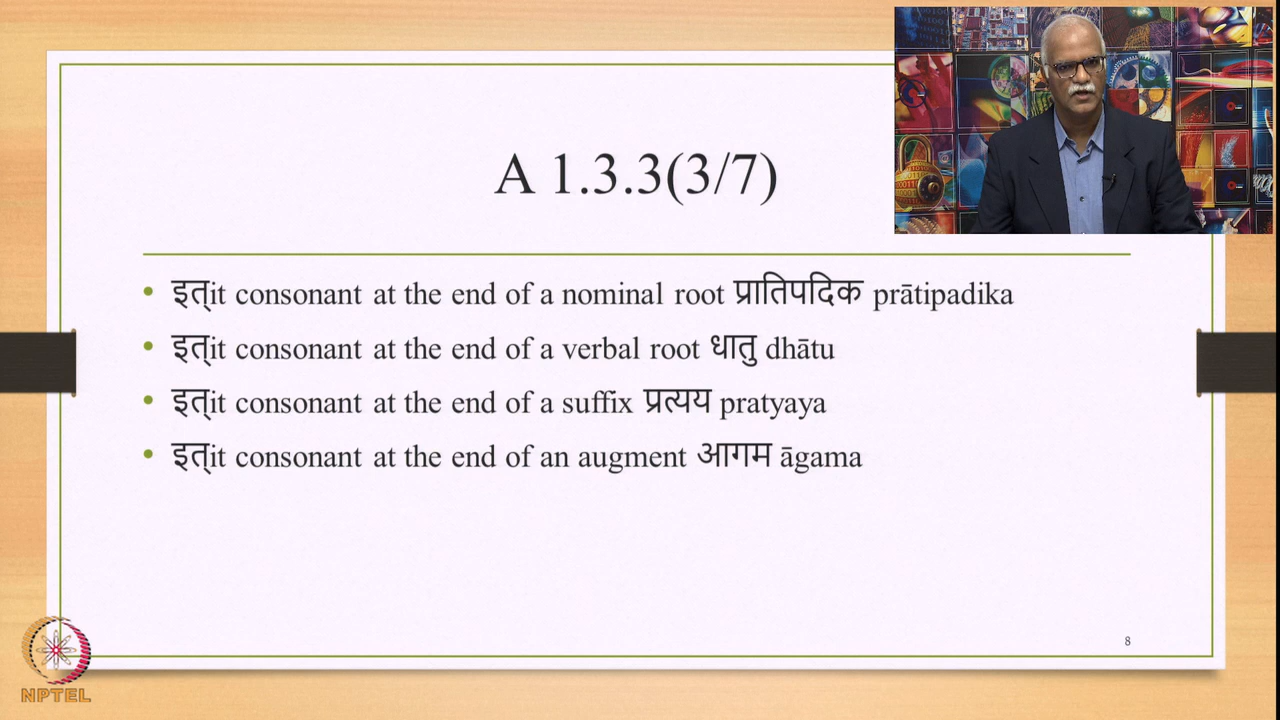 A 1.3.3(3/7)
• इत्it consonant at the end of a nominal root प्रातिपदिक prātipadika
• इत्it consonant at the end of a verbal root धातु dhātu
• इत्it consonant at the end of a suffix प्रत्यय pratyaya
• इत्it consonant at the end of an augment आगम āgama
8
NPTEL